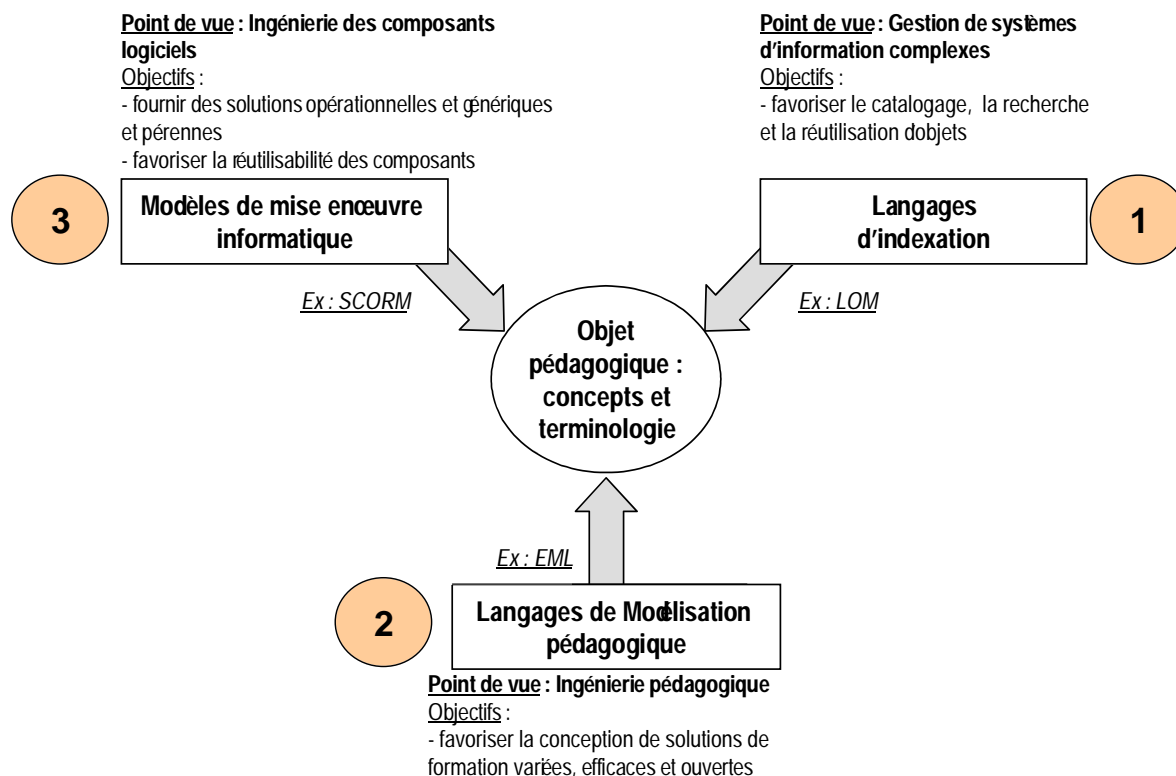 Point de vue : Ingénierie des composants
logiciels
Objectifs :
- fournir des solutions opérationnelles et génériques
et pérennes
- favoriser la réutilisabilité des composants
3
Modèles de mise enœuvre
informatique
Ex : SCORM
Point de vue : Gestion de systèmes
d'information complexes
Objectifs :
- favoriser le catalogage, la recherche
et la réutilisation dobjets
Langages
d'indexation
1
Ex : LOM
Objet
pédagogique :
concepts et
terminologie
Ex : EML
2
Langages de Modélisation
pédagogique
Point de vue : Ingénierie pédagogique
Objectifs :
- favoriser la conception de solutions de
formation variées, efficaces et ouvertes